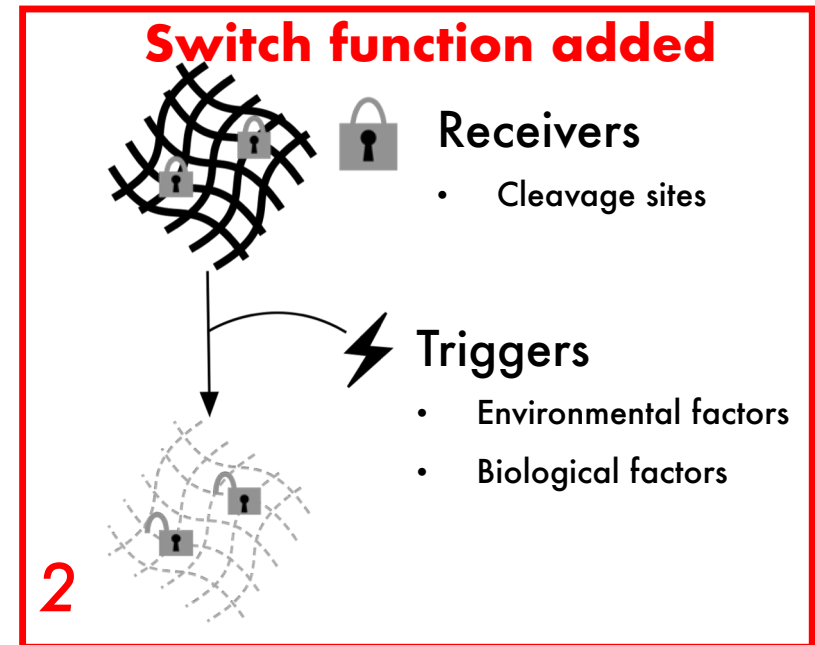 Switch function added
Receivers
• Cleavage sites
Triggers
• Environmental factors
• Biological factors
2